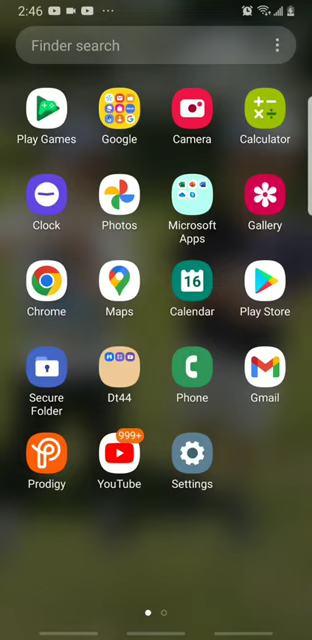 2:46
Finder search
Play Games
Google
Camera
Calculator
Clock
Photos
Microsoft
Apps
Gallery
Chrome
Maps
16
Calendar
Play Store
Secure
Folder
Dt44
Phone
Gmail
999+
Prodigy
YouTube
Settings